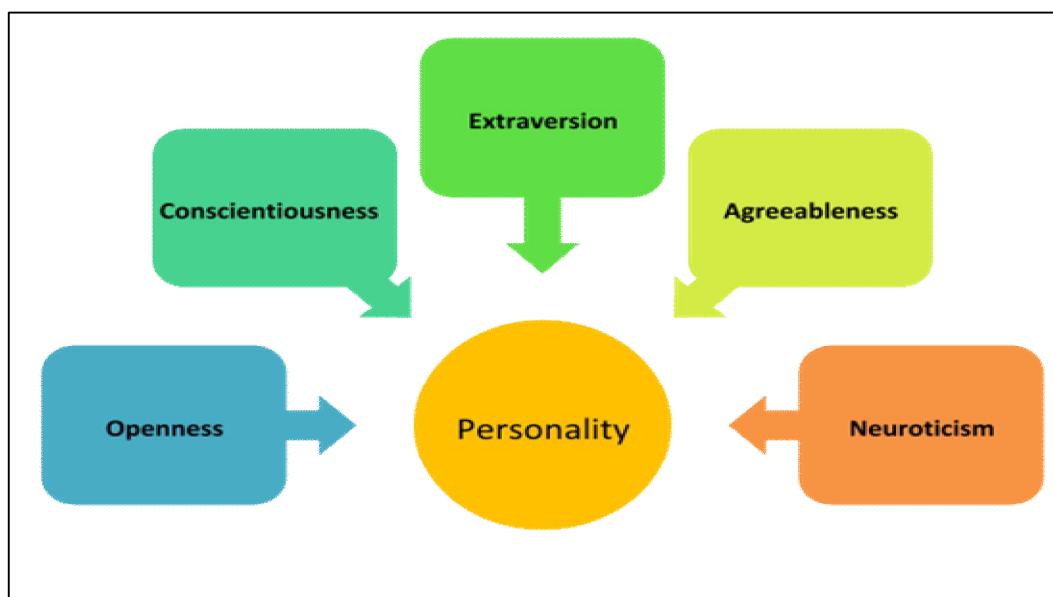 Extraversion
Conscientiousness
Agreeableness
Openness
Personality
Neuroticism